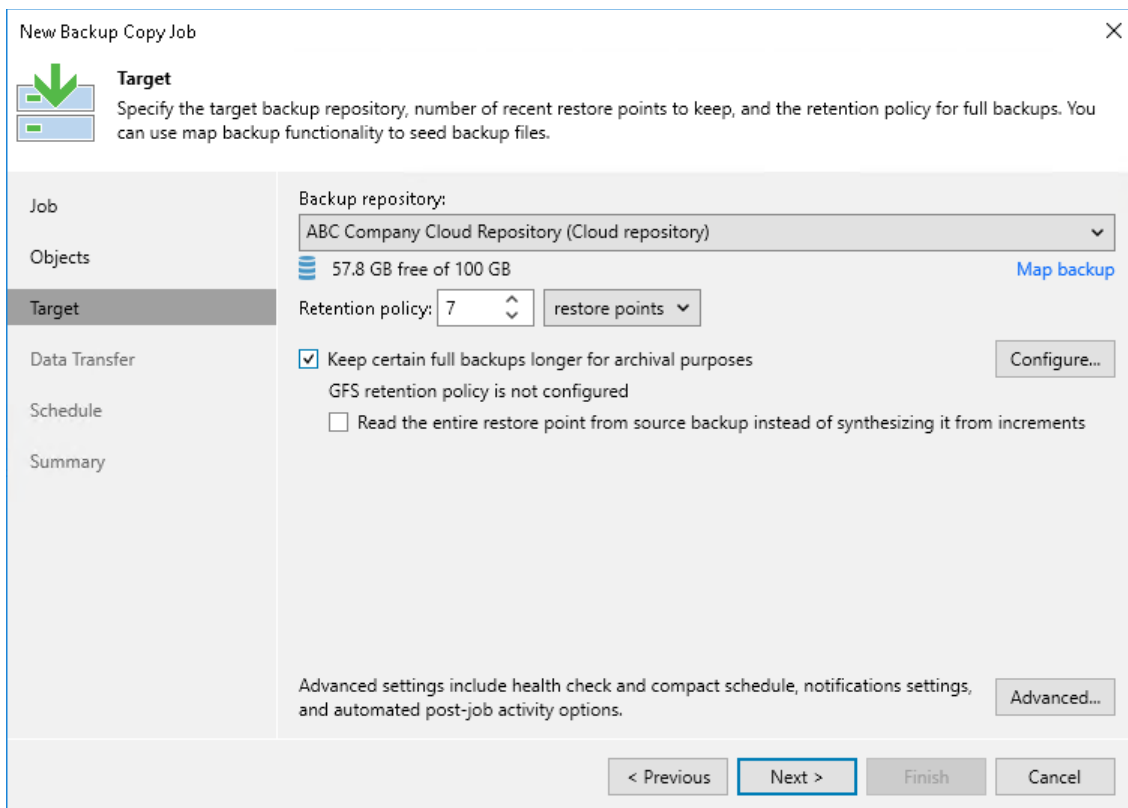 New Backup Copy Job
Target
Specify the target backup repository, number of recent restore points to keep, and the retention policy for full backups. You
can use map backup functionality to seed backup files.
Job
Objects
Target
Data Transfer
Schedule
Summary
Backup repository:
ABC Company Cloud Repository (Cloud repository)
57.8 GB free of 100 GB
Map backup
Retention policy: 7 restore points
Keep certain full backups longer for archival purposes
Configure...
GFS retention policy is not configured
Read the entire restore point from source backup instead of synthesizing it from increments
Advanced settings include health check and compact schedule, notifications settings,
and automated post-job activity options.
Advanced...
< Previous
Next >
Finish
Cancel